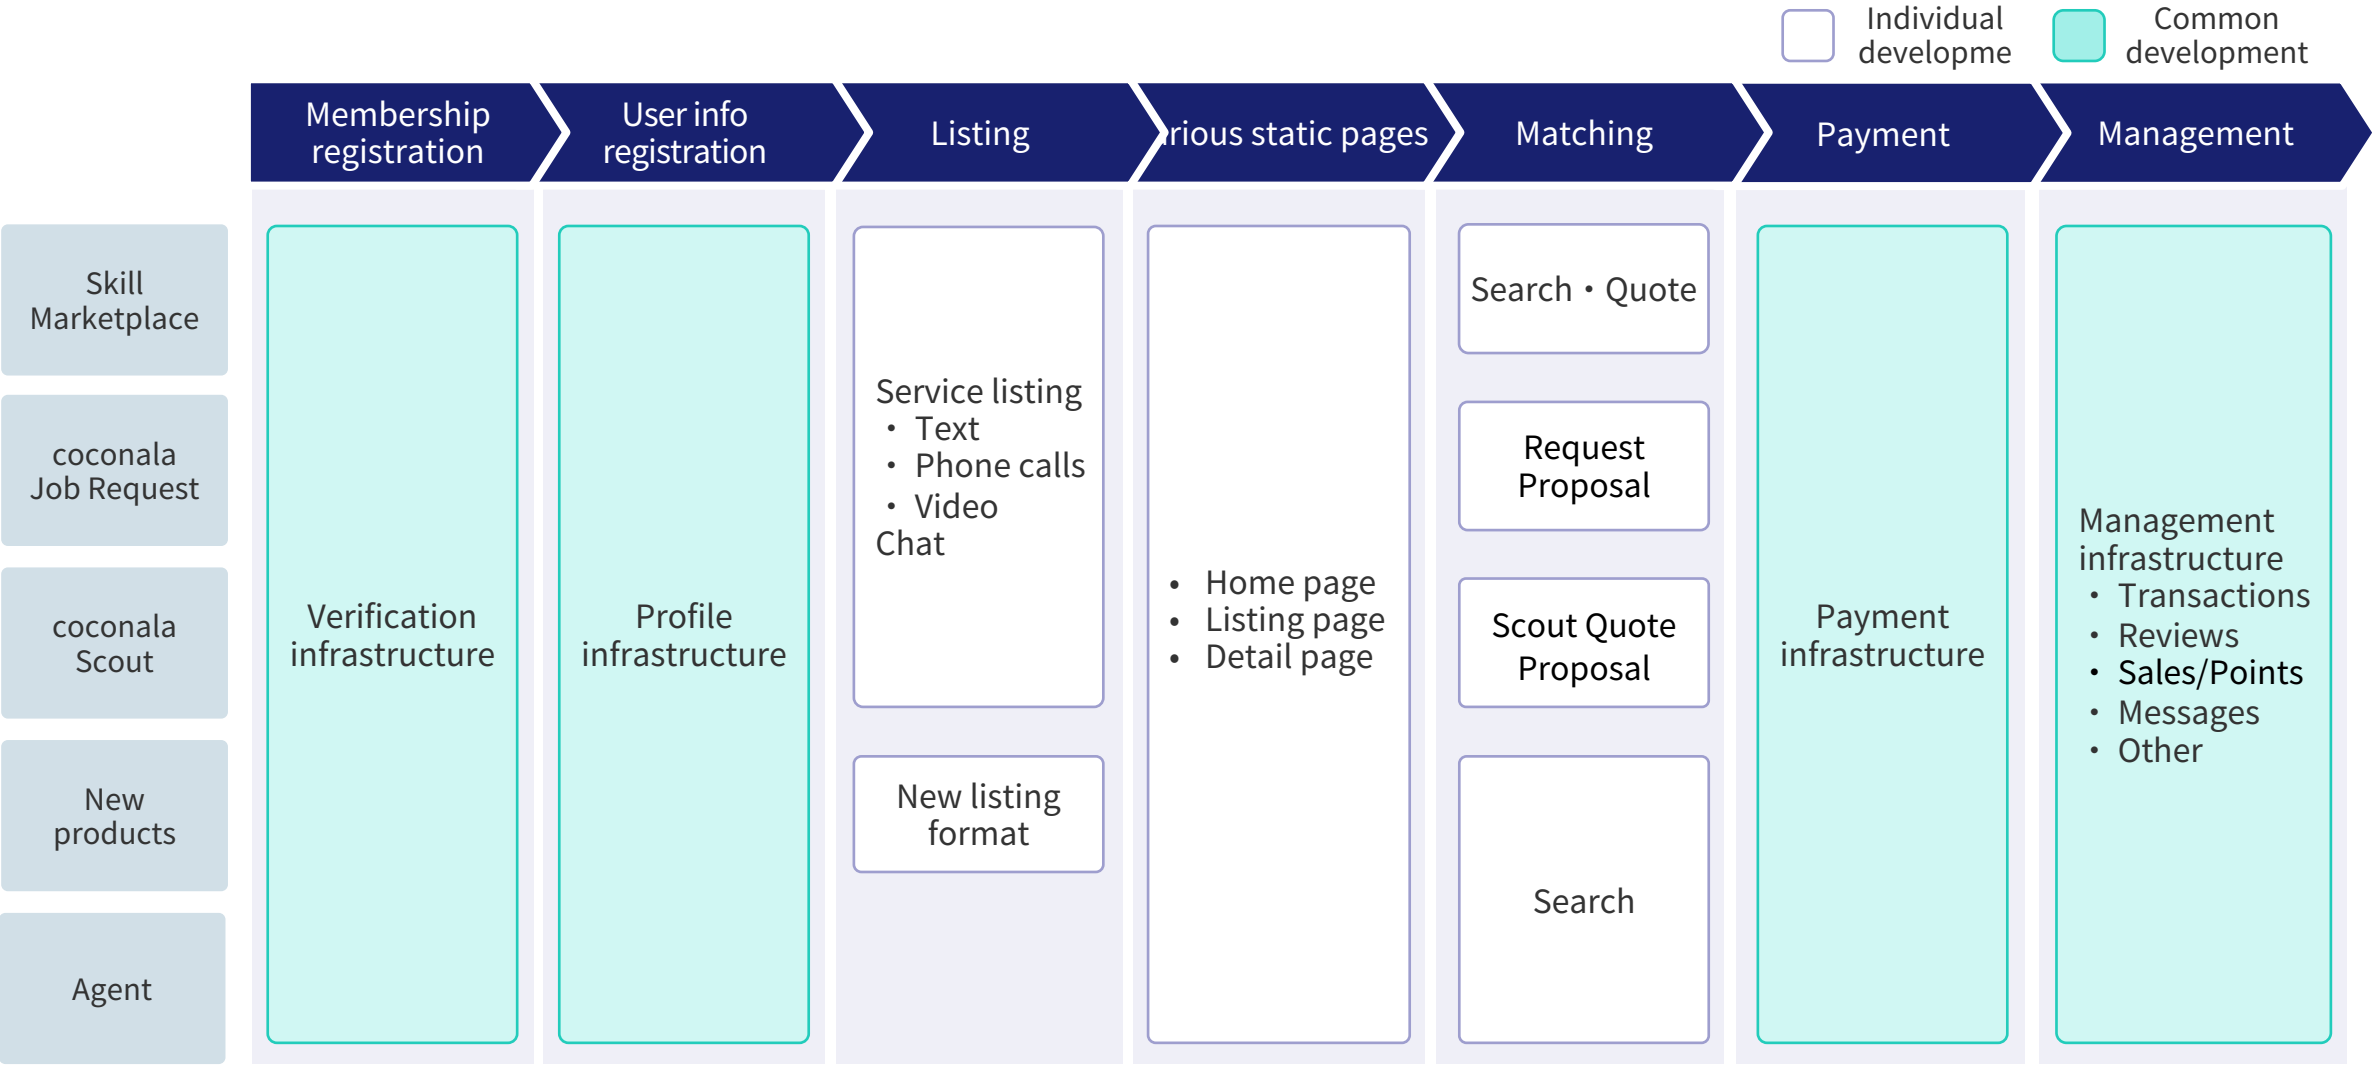 Individual
developme
Common
development
Membership
registration
User info
registration
Listing
rious static pages
Matching
Payment
Management
Skill
Marketplace
coconala
Job Request
coconala
Scout
New
products
Agent
Verification
infrastructure
Profile
infrastructure
Service listing
・ Text
・ Phone calls
・ Video
Chat
New listing
format
• Home page
• Listing page
• Detail page
Search・Quote
Request
Proposal
Scout Quote
Proposal
Search
Payment
infrastructure
Management
infrastructure
・ Transactions
・ Reviews
・ Sales/Points
・ Messages
・ Other